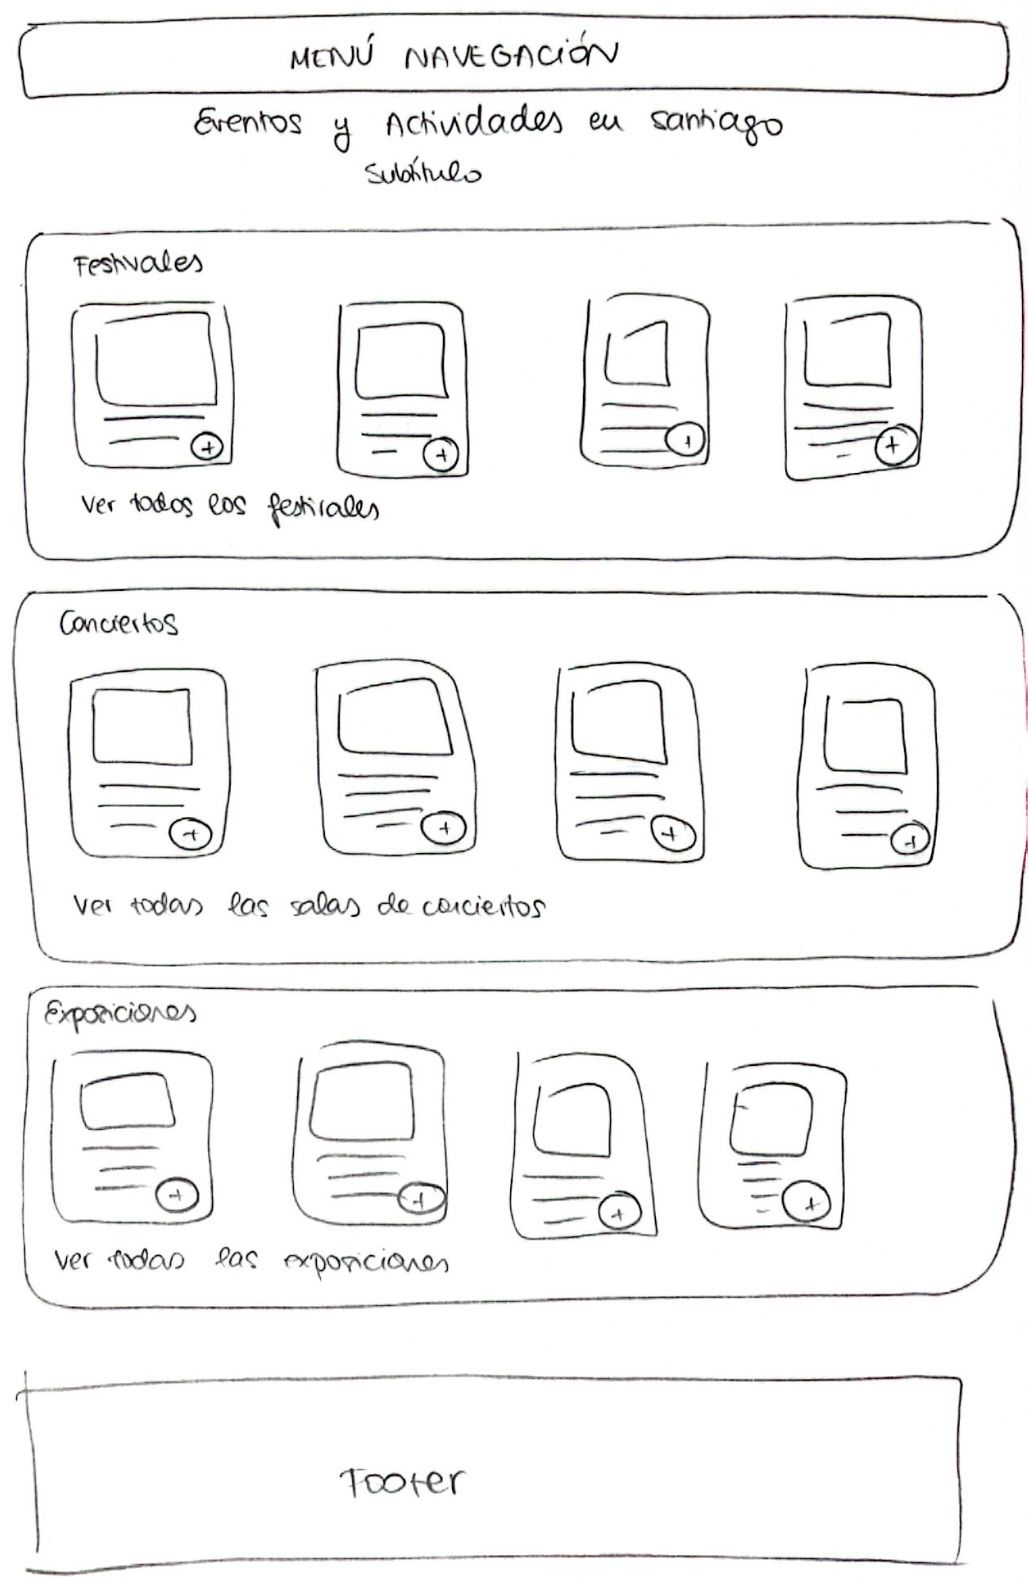 MENÚ NAVEGACIÓN
Eventos y Actividades en Santiago
Subtítulo
Festivales
+
+
+
+
Ver todos los festivales
Conciertos
+
+
+
+
Ver todas las salas de conciertos
Exposiciones
+
+
+
+
Ver todas las exposiciones
Footer